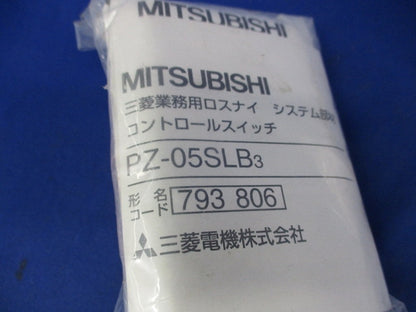 MITSUBISHI
MITSUBISHI
三菱業務用ロスナイ システム部材
コントロールスイッチ
PZ-05SLB3
形名コード 793 806
三菱電機株式会社